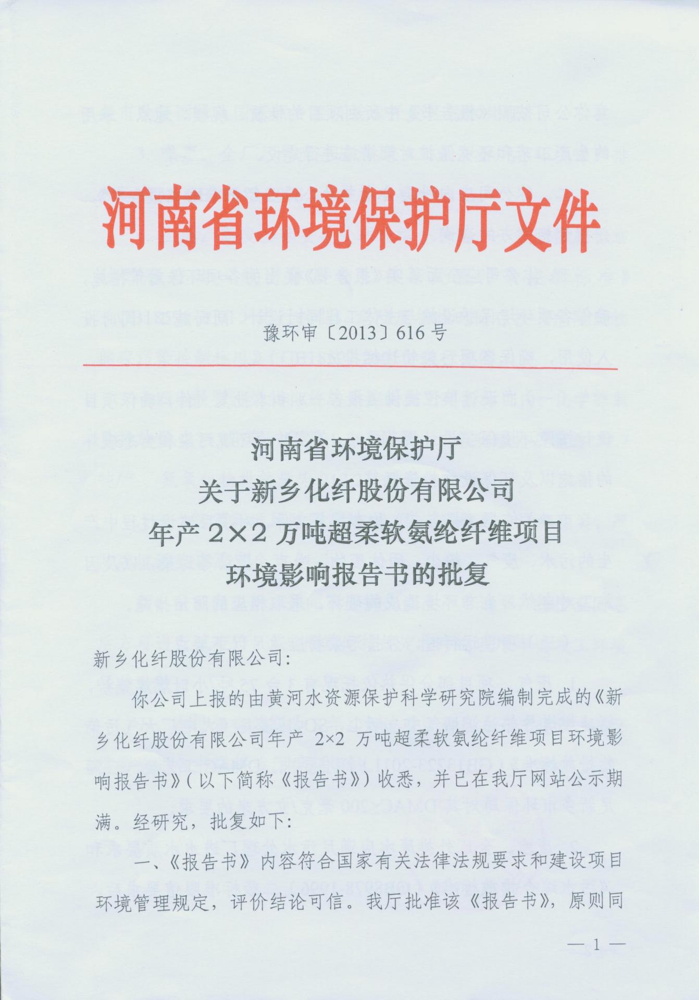 河南省环境保护厅文件
豫环审〔2013〕616号
河南省环境保护厅
关于新乡化纤股份有限公司
年产2×2万吨超柔软氨纶纤维项目
环境影响报告书的批复
新乡化纤股份有限公司：
你公司上报的由黄河水资源保护科学研究院编制完成的《新
乡化纤股份有限公司年产 2×2 万吨超柔软氨纶纤维项目环境影
响报告书》（以下简称《报告书》）收悉，并已在我厅网站公示期
满。经研究，批复如下：
一、《报告书》内容符合国家有关法律法规要求和建设项目
环境管理规定，评价结论可信。我厅批准该《报告书》，原则同
— 1 —